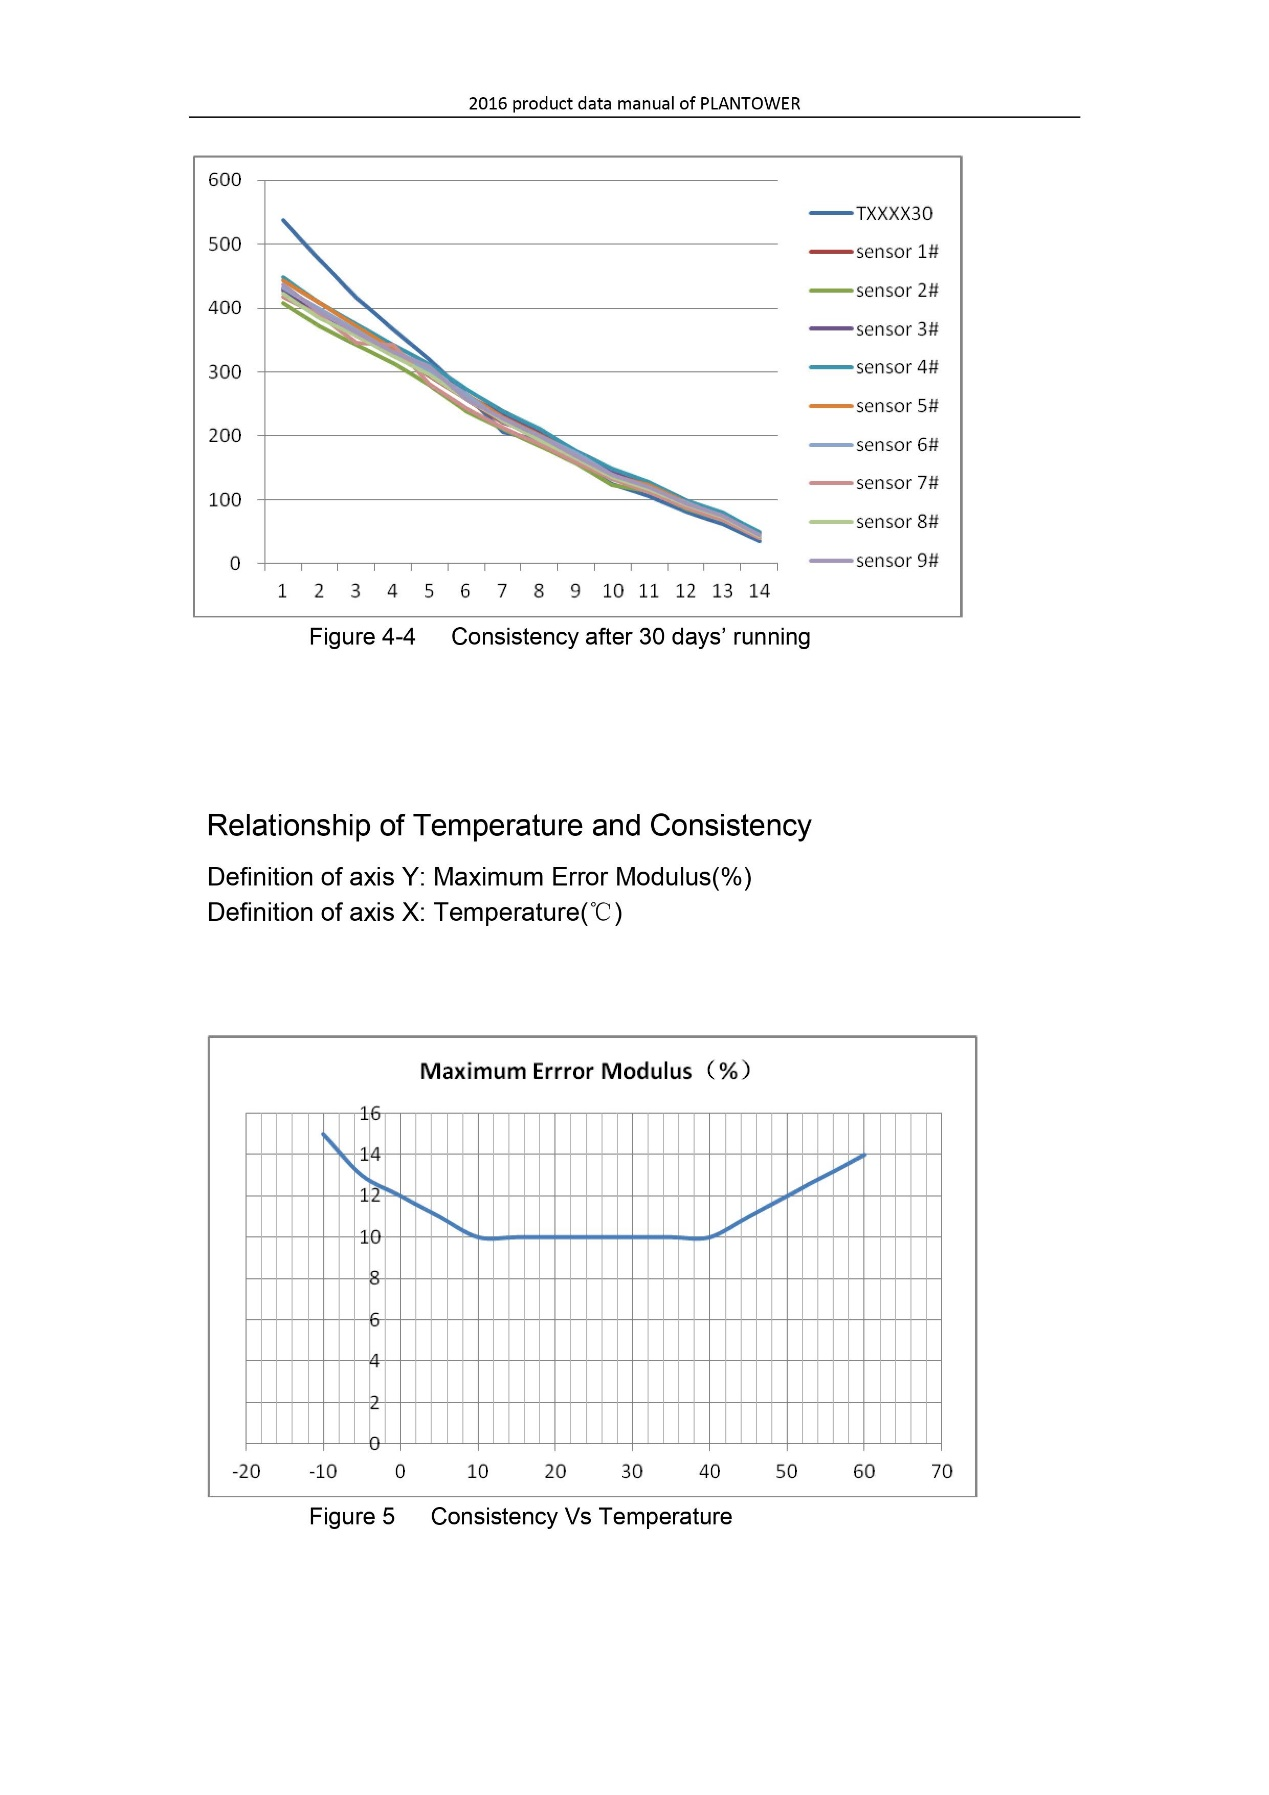 2016 product data manual of PLANTOWER
600
500
400
300
200
100
0
1 2 3 4 5 6 7 8 9 10 11 12 13 14
TXXXX30
sensor 1#
sensor 2#
sensor 3#
sensor 4#
sensor 5#
sensor 6#
sensor 7#
sensor 8#
sensor 9#
Figure 4-4 Consistency after 30 days’ running
Relationship of Temperature and Consistency
Definition of axis Y: Maximum Error Modulus(%)
Definition of axis X: Temperature(℃)
Maximum Errror Modulus（%）
16
14
12
10
8
6
4
2
0
-20 -10 0 10 20 30 40 50 60 70
Figure 5 Consistency Vs Temperature